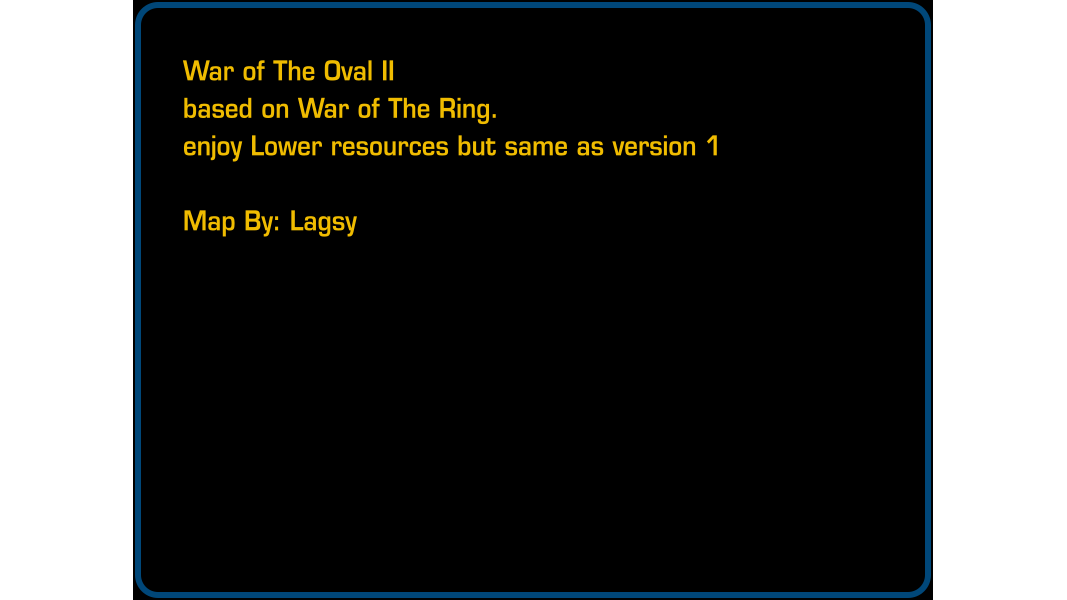 War of The Oval II
based on War of The Ring.
enjoy Lower resources but same as version 1
Map By: Lagsy